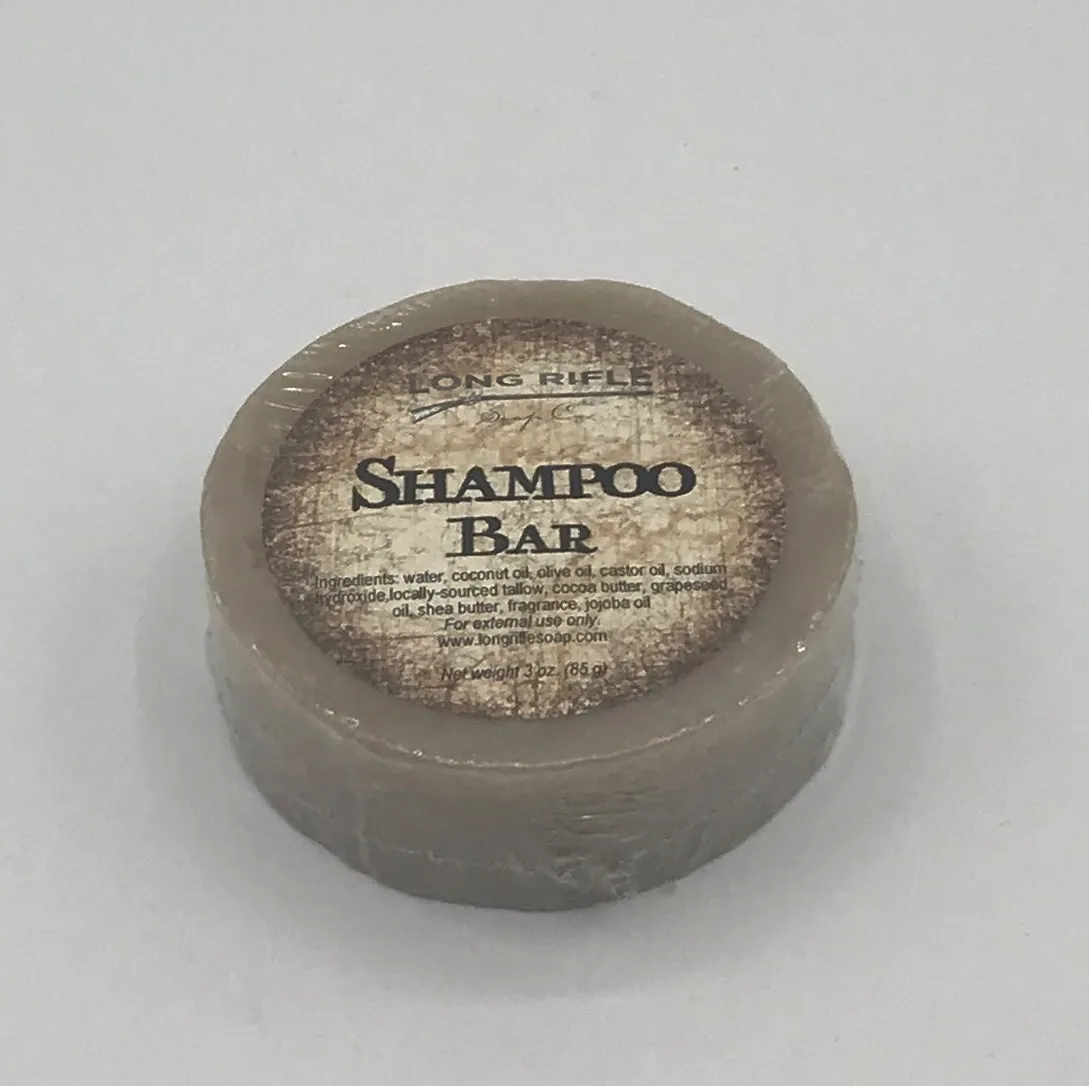 LONG RIFLE
Soap Co.
SHAMPOO
BAR
Ingredients: water, coconut oil, olive oil, castor oil, sodium
hydroxide,locally-sourced tallow, cocoa butter, grapeseed
oil, shea butter, fragrance, jojoba oil
For external use only.
www.longriflesoap.com
Net weight 3 oz. (85 g)